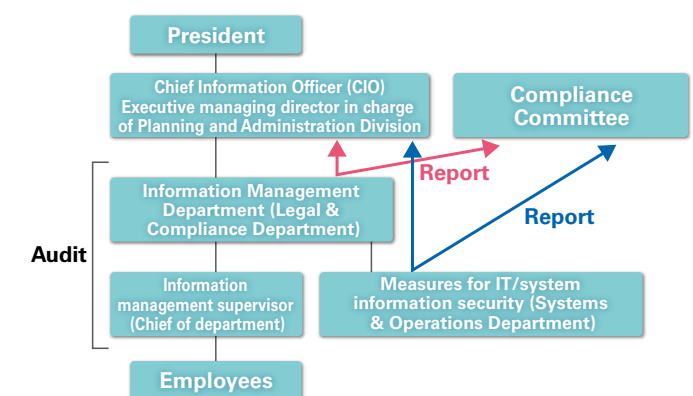 President
Chief Information Officer (CIO)
Executive managing director in charge
of Planning and Administration Division
Compliance
Committee
Report
Information Management
Department (Legal &
Compliance Department)
Report
Audit
Information
management supervisor
(Chief of department)
Measures for IT/system
information security (Systems
& Operations Department)
Employees